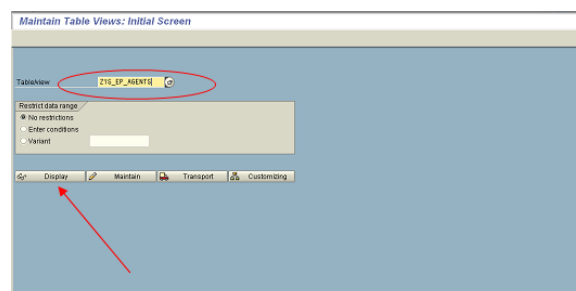 Maintain Table Views: Initial Screen
Table/view Z1S_EP_AGENTS
Restrict data range
No restrictions
Enter conditions
Variant
Display Maintain Transport Customizing